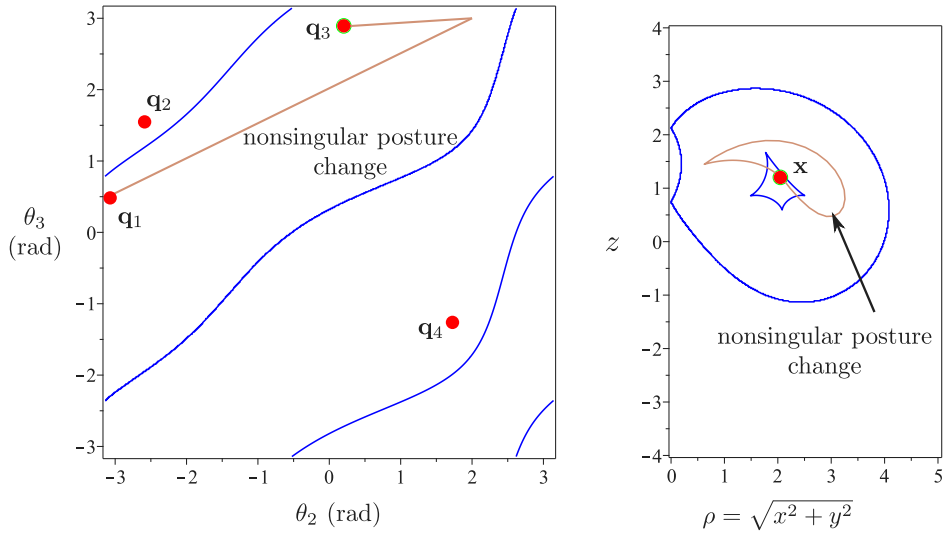 3
2
1
0
−1
−2
−3
θ3
(rad)
−3
−2
−1
0
1
2
3
θ2 (rad)
q3
q2
q1
q4
nonsingular posture
change
4
3
2
1
0
−1
−2
−3
−4
z
0
1
2
3
4
5
ρ = √x² + y²
x
nonsingular posture
change